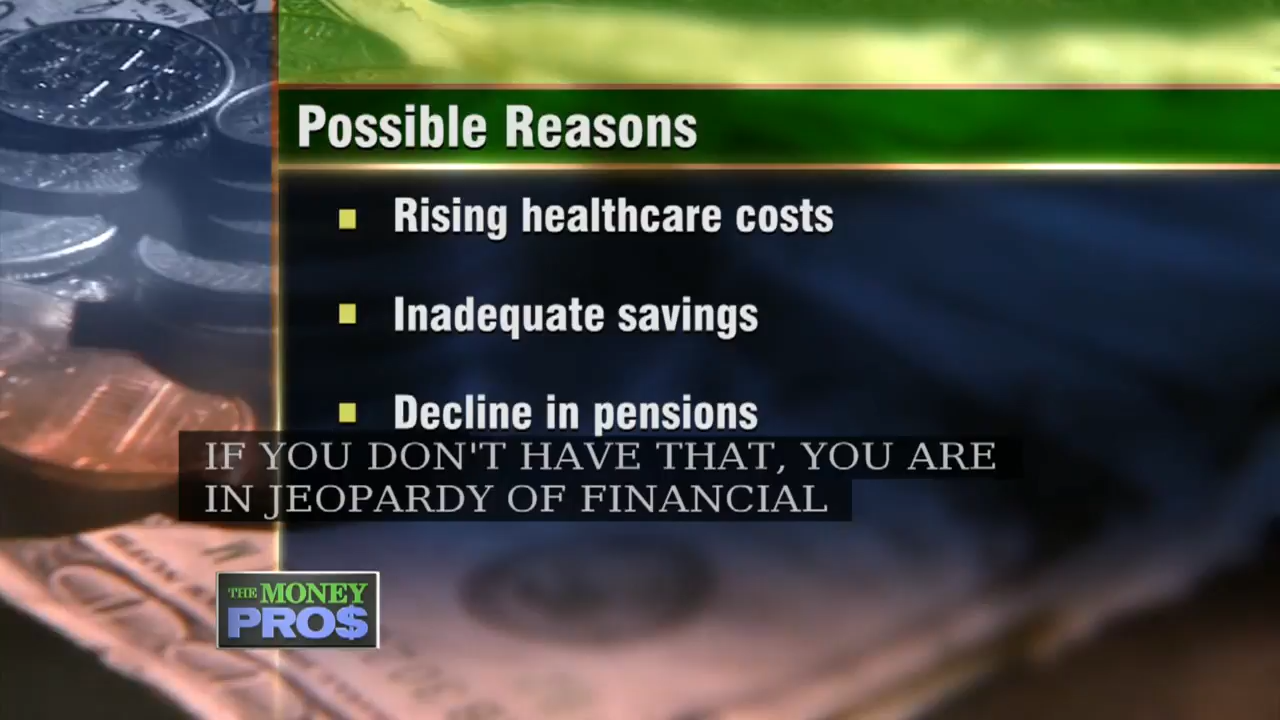 Possible Reasons
Rising healthcare costs
Inadequate savings
Decline in pensions
IF YOU DON'T HAVE THAT, YOU ARE
IN JEOPARDY OF FINANCIAL
THE MONEY
PRO$